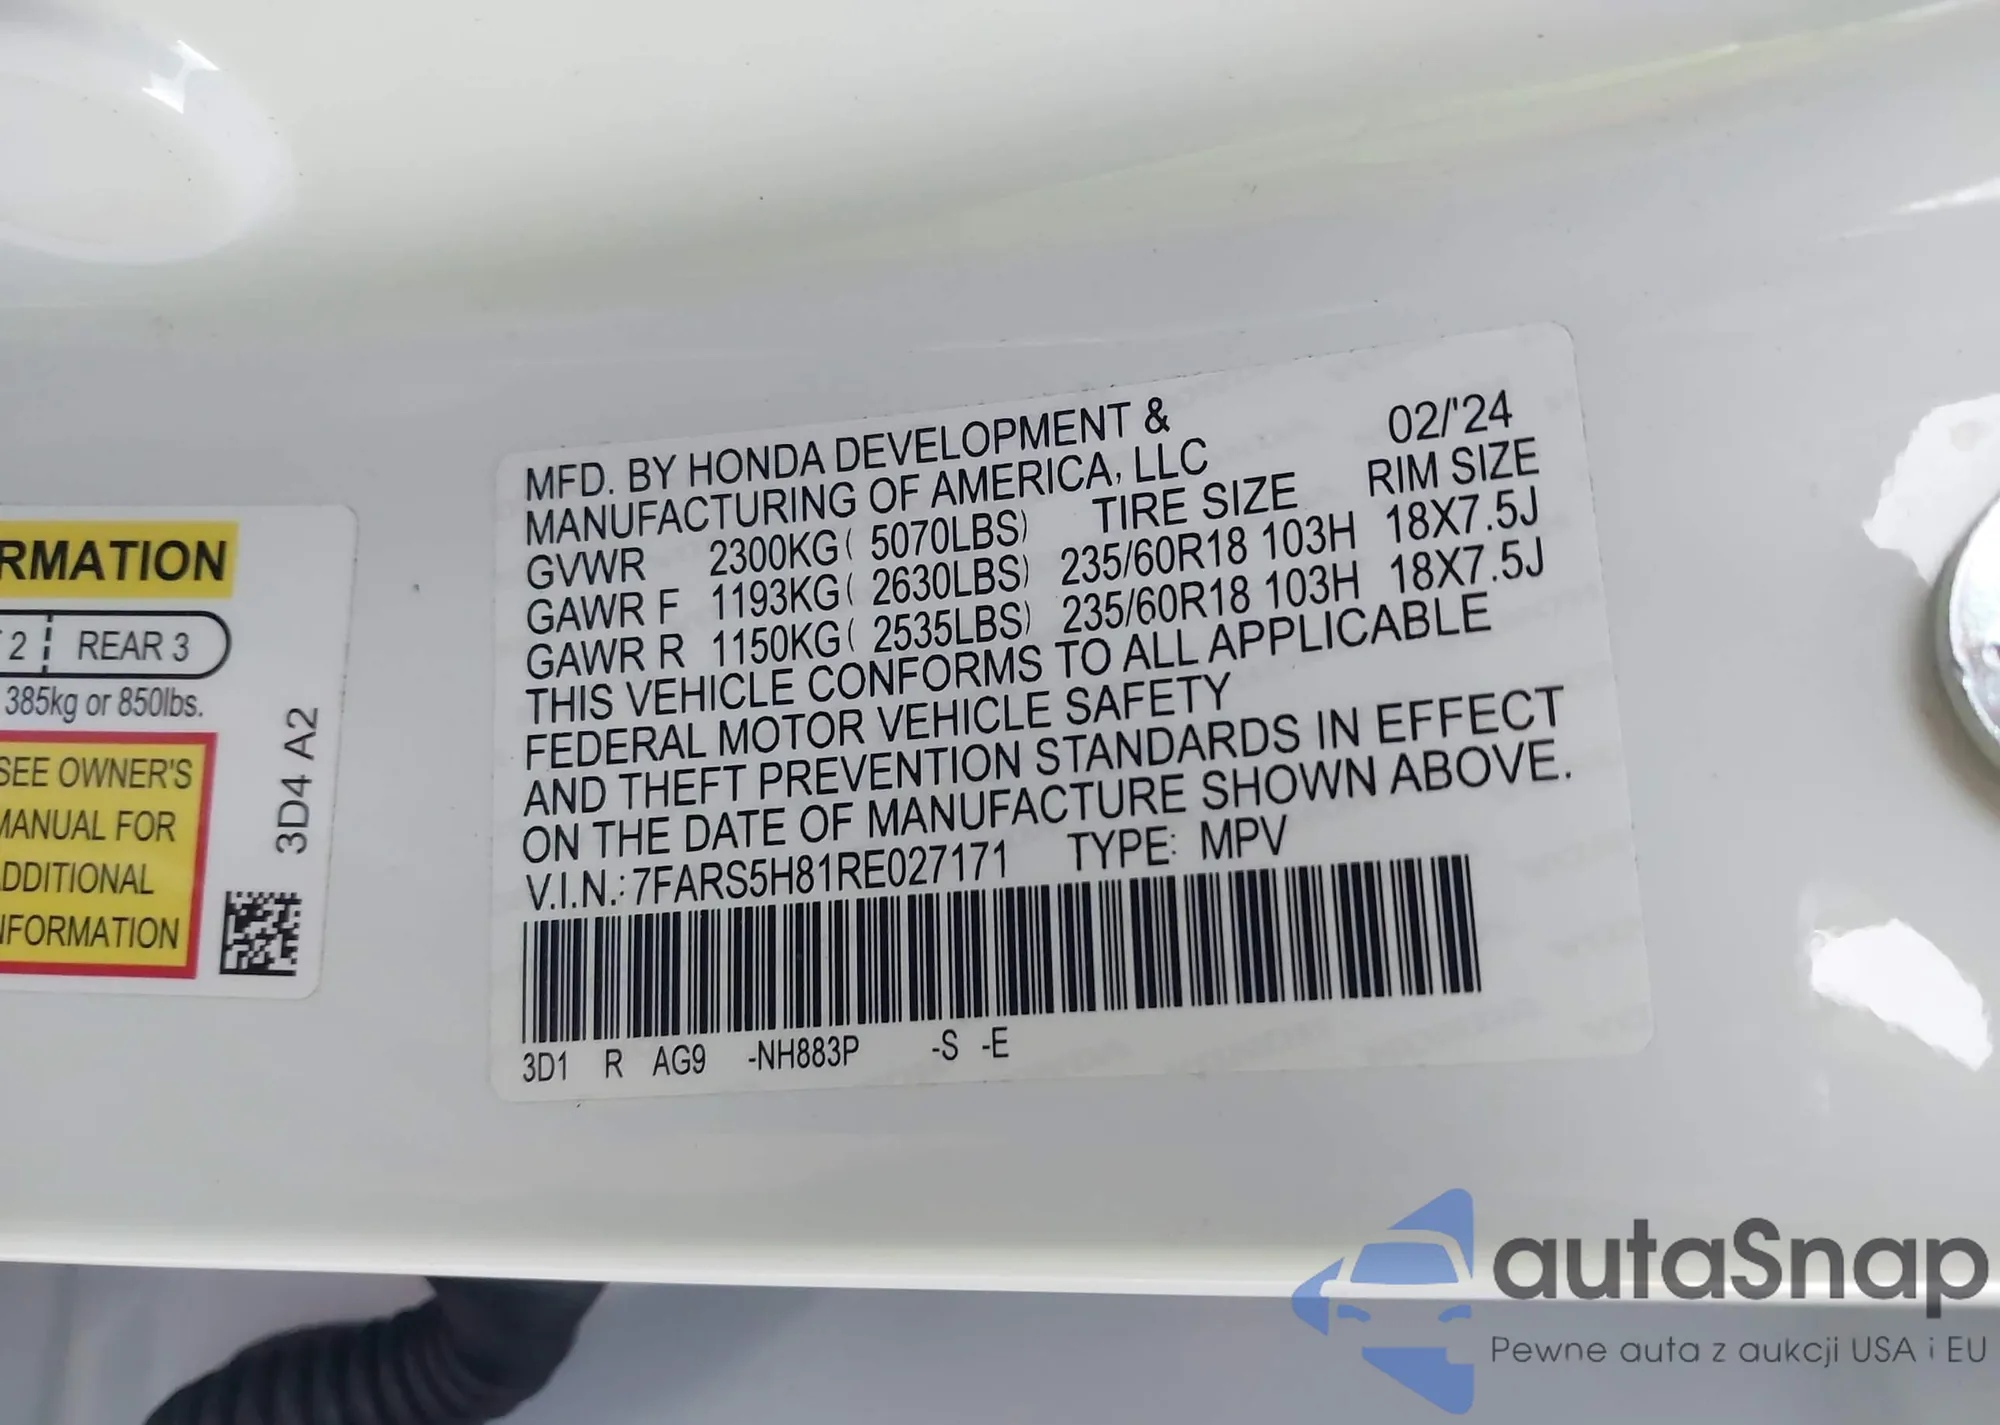 RMATION
2 REAR 3
385kg or 850lbs.
SEE OWNER'S
MANUAL FOR
ADDITIONAL
INFORMATION
3D4 A2
MFD. BY HONDA DEVELOPMENT & 02/'24
MANUFACTURING OF AMERICA, LLC
TIRE SIZE RIM SIZE
GVWR 2300KG( 5070LBS)
GAWR F 1193KG( 2630LBS) 235/60R18 103H 18X7.5J
GAWR R 1150KG( 2535LBS) 235/60R18 103H 18X7.5J
THIS VEHICLE CONFORMS TO ALL APPLICABLE
FEDERAL MOTOR VEHICLE SAFETY
AND THEFT PREVENTION STANDARDS IN EFFECT
ON THE DATE OF MANUFACTURE SHOWN ABOVE.
V.I.N.: 7FARS5H81RE027171 TYPE: MPV
3D1 R AG9 -NH883P -S -E
autaSnap
Pewne auta z aukcji USA i EU